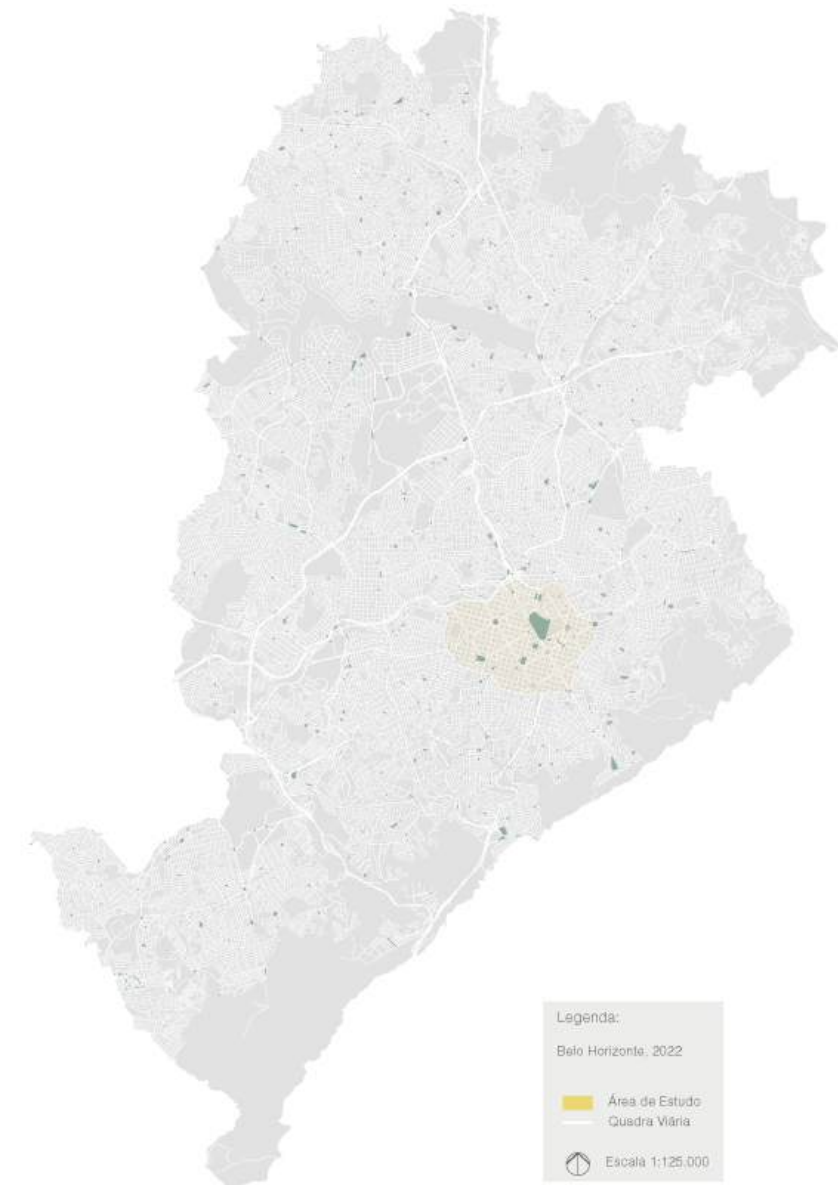 Legenda:
Belo Horizonte, 2022
Área de Estudo
Quadra Viária
Escala 1:125.000